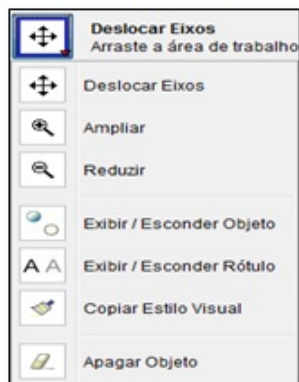 Deslocar Eixos
Arraste a área de trabalho
Deslocar Eixos
Ampliar
Reduzir
Exibir / Esconder Objeto
A A Exibir / Esconder Rótulo
Copiar Estilo Visual
Apagar Objeto